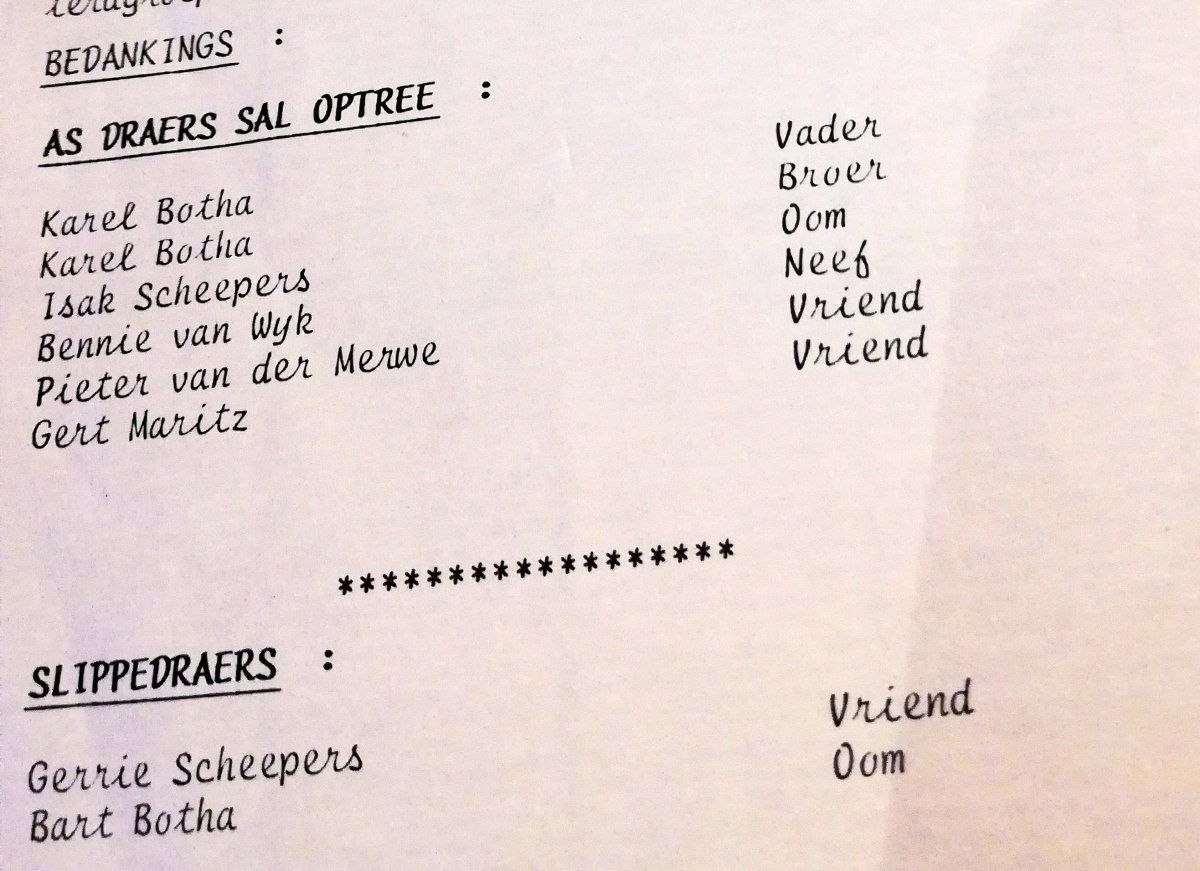 BEDANKINGS :
AS DRAERS SAL OPTREE :
Karel Botha Vader
Karel Botha Broer
Isak Scheepers Oom
Bennie van Wyk Neef
Pieter van der Merwe Vriend
Gert Maritz Vriend
******************
SLIPPEDRAERS :
Gerrie Scheepers Vriend
Bart Botha Oom